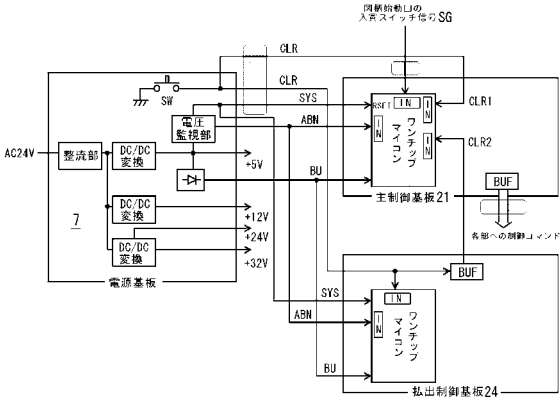 図柄始動口の
入賞スイッチ信号SG
CLR
CLR
SW
SYS
ABN
BU
RSET
IN
IN
IN
IN
ワンチップ
マイコン
CLR1
CLR2
主制御基板21
電圧
監視部
AC24V
整流部
DC/DC
変換
+5V
DC/DC
変換
+12V
+24V
DC/DC
変換
+32V
7
電源基板
BUF
各部への制御コマンド
BUF
SYS
ABN
BU
IN
IN
ワンチップ
マイコン
払出制御基板24